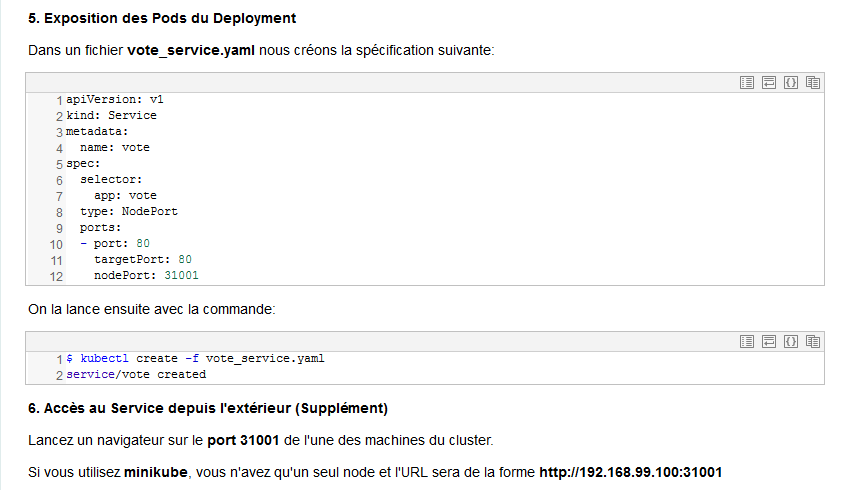 5. Exposition des Pods du Deployment
Dans un fichier vote_service.yaml nous créons la spécification suivante:
1 apiVersion: v1
2 kind: Service
3 metadata:
4   name: vote
5 spec:
6   selector:
7     app: vote
8   type: NodePort
9   ports:
10   - port: 80
11     targetPort: 80
12     nodePort: 31001
On la lance ensuite avec la commande:
1 $ kubectl create -f vote_service.yaml
2 service/vote created
6. Accès au Service depuis l'extérieur (Supplément)
Lancez un navigateur sur le port 31001 de l'une des machines du cluster.
Si vous utilisez minikube, vous n'avez qu'un seul node et l'URL sera de la forme http://192.168.99.100:31001